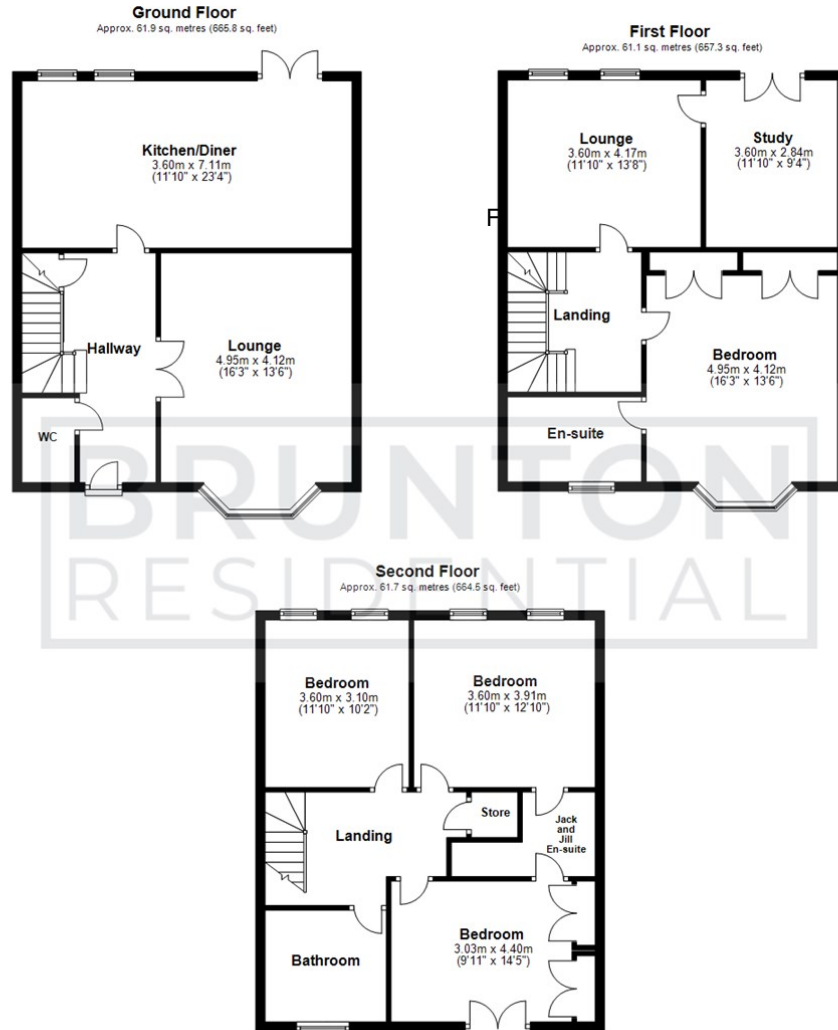 Ground Floor
Approx. 61.9 sq. metres (665.8 sq. feet)
Kitchen/Diner
3.60m x 7.11m
(11'10" x 23'4")
Hallway
Lounge
4.95m x 4.12m
(16'3" x 13'6")
WC
First Floor
Approx. 61.1 sq. metres (657.3 sq. feet)
Lounge
3.60m x 4.17m
(11'10" x 13'8")
Study
3.60m x 2.84m
(11'10" x 9'4")
F
Landing
Bedroom
4.95m x 4.12m
(16'3" x 13'6")
En-suite
BRUNTON
RESIDENTIAL
Second Floor
Approx. 61.7 sq. metres (664.5 sq. feet)
Bedroom
3.60m x 3.10m
(11'10" x 10'2")
Bedroom
3.60m x 3.91m
(11'10" x 12'10")
Landing
Store
Jack
and
Jill
En-suite
Bathroom
Bedroom
3.03m x 4.40m
(9'11" x 14'5")